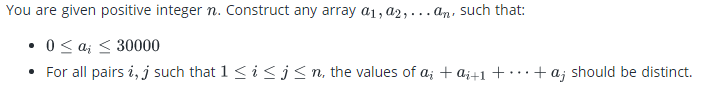 You are given positive integer n. Construct any array a₁, a₂, . . . aₙ, such that:
• 0 ≤ aᵢ ≤ 30000
• For all pairs i, j such that 1 ≤ i ≤ j ≤ n, the values of aᵢ + aᵢ₊₁ + · · · + aⱼ should be distinct.